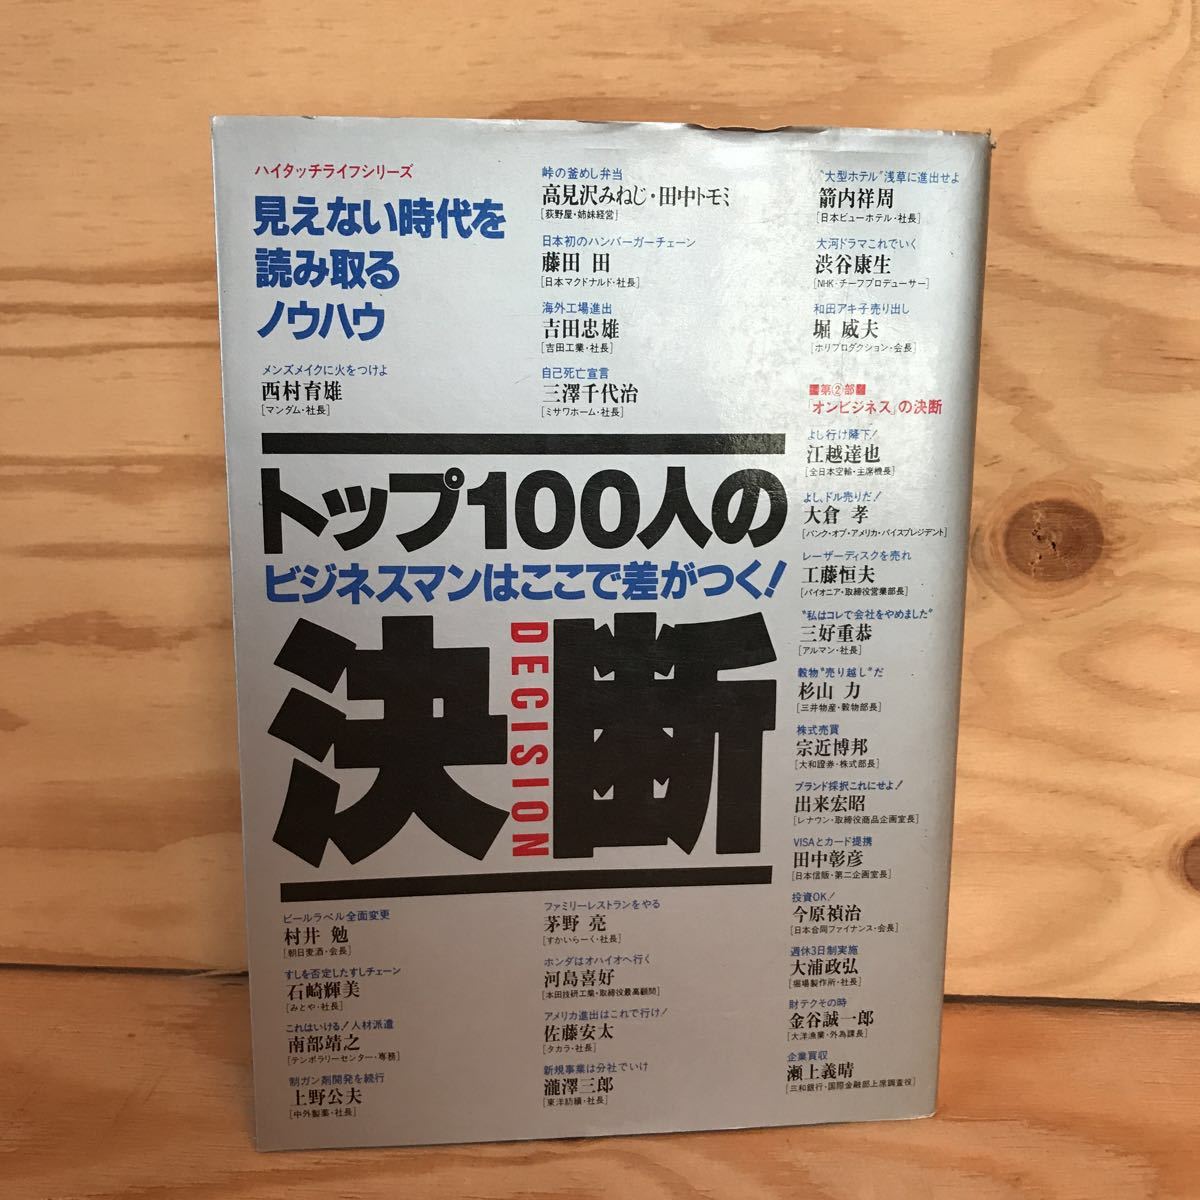 ハイタッチライフシリーズ
見えない時代を
読み取る
ノウハウ
メンズメイクに火をつけよ
西村育雄
[マンダム・社長]
峠の釜めし弁当
高見沢みねじ・田中トモミ
[荻野屋・姉妹経営]
日本初のハンバーガーチェーン
藤田 田
[日本マクドナルド・社長]
海外工場進出
吉田忠雄
[吉田工業・社長]
自己死亡宣言
三澤千代治
[ミサワホーム・社長]
"大型ホテル"浅草に進出せよ
箭内祥周
[日本ビューホテル・社長]
大河ドラマこれでいく
渋谷康生
[NHK・チーフプロデューサー]
和田アキ子売り出し
堀 威夫
[ホリプロダクション・会長]
第②部
「オンビジネス」の決断
よし行け降下!
江越達也
[全日本空輸・主席機長]
よし、ドル売りだ!
大倉 孝
[バンク・オブ・アメリカ・バイスプレジデント]
レーザーディスクを売れ
工藤恒夫
[パイオニア・取締役営業部長]
"私はコレで会社をやめました"
三好重恭
[アルマン・社長]
穀物"売り越し"だ
杉山 力
[三井物産・穀物部長]
株式売買
宗近博邦
[大和證券・株式部長]
ブランド採択これにせよ!
出来宏昭
[レナウン・取締役商品企画室長]
VISAとカード提携
田中彰彦
[日本信販・第二企画室長]
投資OK!
今原禎治
[日本合同ファイナンス・会長]
週休3日制実施
大浦政弘
[堀場製作所・社長]
財テクその時
金谷誠一郎
[大洋漁業・外為課長]
企業買収
瀬上義晴
[三和銀行・国際金融部上席調査役]
トップ100人の
ビジネスマンはここで差がつく!
決断
DECISION
ビールラベル全面変更
村井 勉
[朝日麦酒・会長]
すしを否定したすしチェーン
石崎輝美
[みとや・社長]
これはいける!人材派遣
南部靖之
[テンポラリーセンター・専務]
制ガン剤開発を続行
上野公夫
[中外製薬・社長]
ファミリーレストランをやる
茅野 亮
[すかいらーく・社長]
ホンダはオハイオへ行く
河島喜好
[本田技研工業・取締役最高顧問]
アメリカ進出はこれで行け!
佐藤安太
[タカラ・社長]
新規事業は分社でいけ
瀧澤三郎
[東洋紡績・社長]